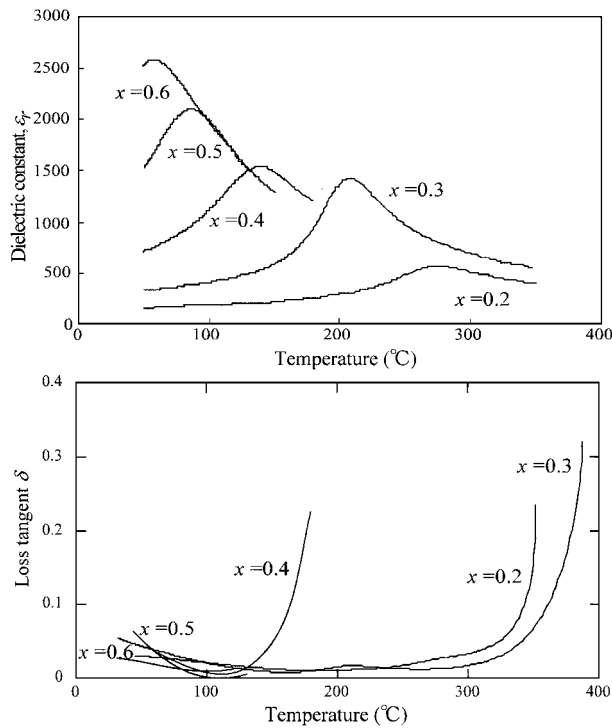 3000
2500
2000
1500
1000
500
0
Dielectric constant, εr
x =0.6
x =0.5
x =0.4
x =0.3
x =0.2
0
100
200
300
400
Temperature (℃)
0.4
0.3
0.2
0.1
0
Loss tangent δ
x =0.3
x =0.4
x =0.2
x =0.5
x =0.6
0
100
200
300
400
Temperature (℃)